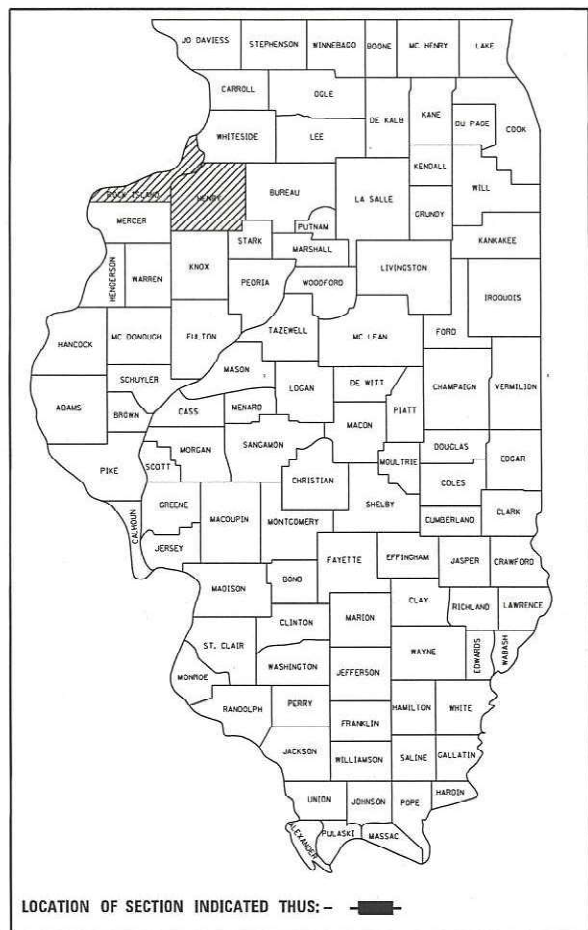 JO DAVIESS STEPHENSON WINNEBAGO BOONE MC HENRY LAKE
CARROLL OGLE DE KALB KANE DU PAGE COOK
WHITESIDE LEE
KENDALL WILL
ROCK ISLAND HENRY BUREAU LA SALLE GRUNDY
MERCER PUTNAM
STARK MARSHALL KANKAKEE
HENDERSON WARREN KNOX PEORIA WOODFORD LIVINGSTON
IROQUOIS
HANCOCK MC DONOUGH FULTON TAZEWELL MC LEAN FORD
MASON
SCHUYLER LOGAN DE WITT CHAMPAIGN VERMILION
ADAMS BROWN CASS MENARD PIATT
MACON
MORGAN SANGAMON DOUGLAS EDGAR
PIKE SCOTT CHRISTIAN MOULTRIE COLES
GREENE SHELBY
CALHOUN MACOUPIN MONTGOMERY CUMBERLAND CLARK
JERSEY
FAYETTE EFFINGHAM JASPER CRAWFORD
MADISON BOND
CLAY RICHLAND LAWRENCE
CLINTON MARION
ST. CLAIR WAYNE EDWARDS WABASH
WASHINGTON JEFFERSON
MONROE
RANDOLPH PERRY HAMILTON WHITE
FRANKLIN
JACKSON WILLIAMSON SALINE GALLATIN
UNION JOHNSON POPE HARDIN
ALEXANDER PULASKI MASSAC
LOCATION OF SECTION INDICATED THUS: -